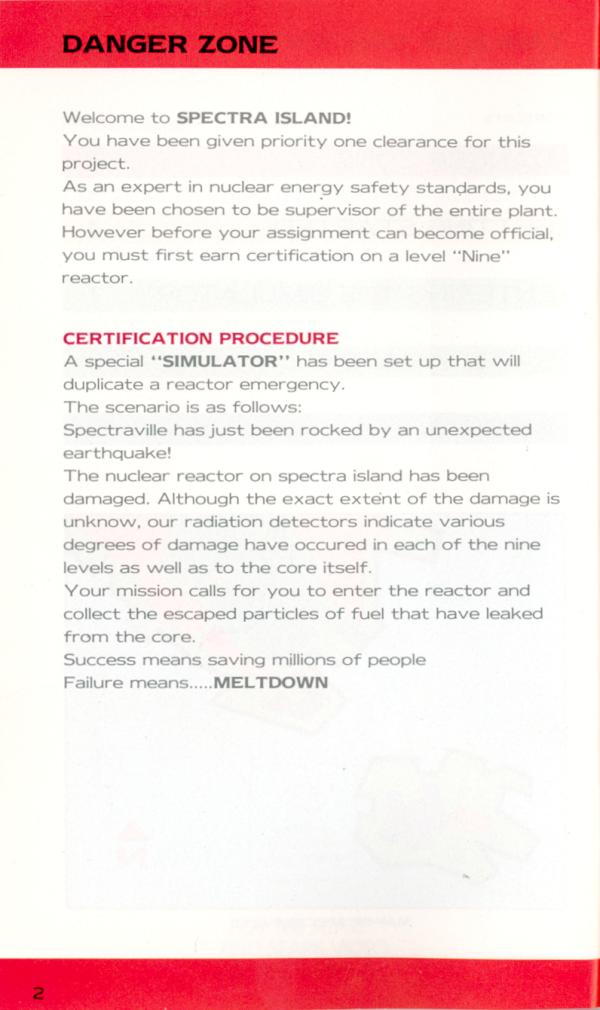 DANGER ZONE
Welcome to SPECTRA ISLAND!
You have been given priority one clearance for this
project.
As an expert in nuclear energy safety standards, you
have been chosen to be supervisor of the entire plant.
However before your assignment can become official,
you must first earn certification on a level "Nine"
reactor.
CERTIFICATION PROCEDURE
A special "SIMULATOR" has been set up that will
duplicate a reactor emergency.
The scenario is as follows:
Spectraville has just been rocked by an unexpected
earthquake!
The nuclear reactor on spectra island has been
damaged. Although the exact extent of the damage is
unknow, our radiation detectors indicate various
degrees of damage have occured in each of the nine
levels as well as to the core itself.
Your mission calls for you to enter the reactor and
collect the escaped particles of fuel that have leaked
from the core.
Success means saving millions of people
Failure means.....MELTDOWN
2